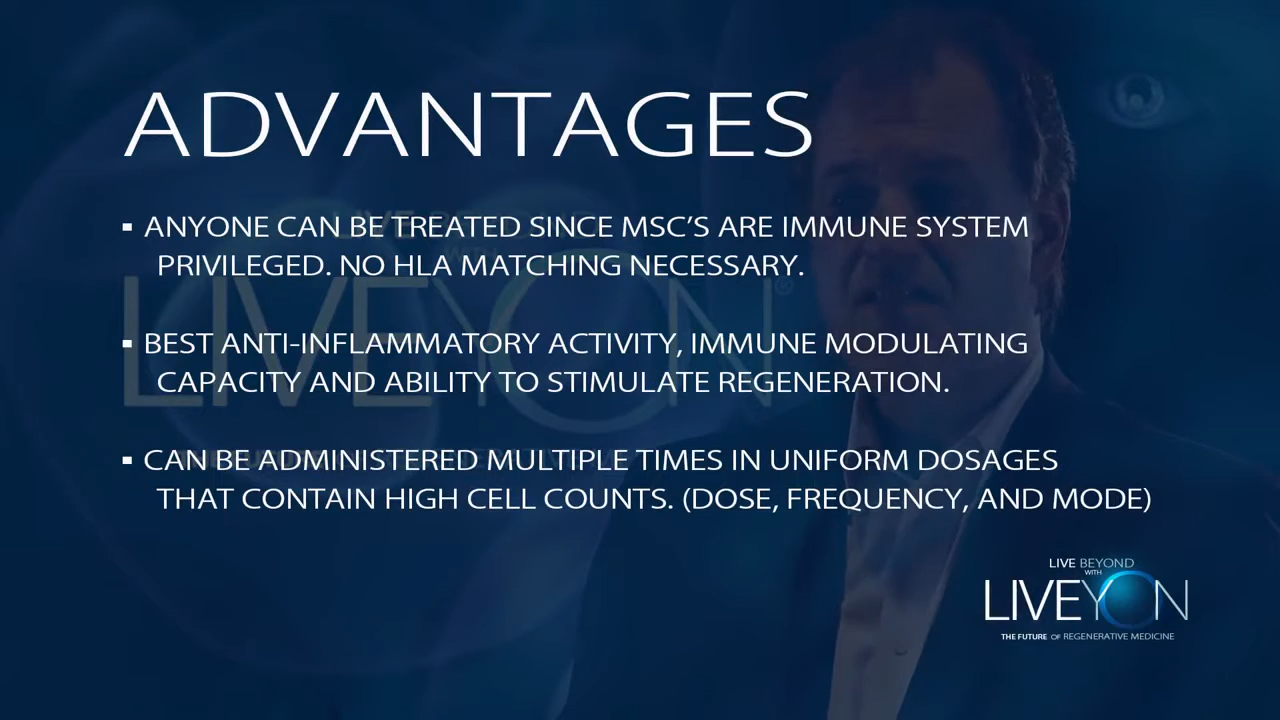 ADVANTAGES
▪ ANYONE CAN BE TREATED SINCE MSC'S ARE IMMUNE SYSTEM
PRIVILEGED. NO HLA MATCHING NECESSARY.
▪ BEST ANTI-INFLAMMATORY ACTIVITY, IMMUNE MODULATING
CAPACITY AND ABILITY TO STIMULATE REGENERATION.
▪ CAN BE ADMINISTERED MULTIPLE TIMES IN UNIFORM DOSAGES
THAT CONTAIN HIGH CELL COUNTS. (DOSE, FREQUENCY, AND MODE)
LIVEYON®
LIVE BEYOND
WITH
LIVEYON
THE FUTURE OF REGENERATIVE MEDICINE